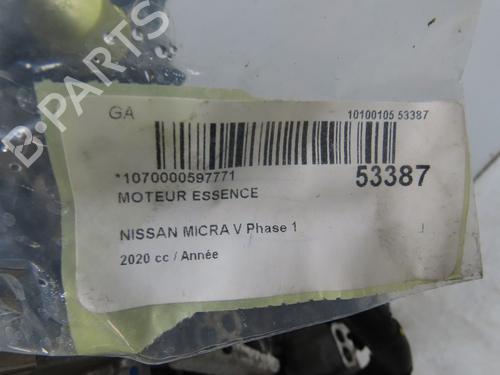 GA
10100105 53387
*1070000597771
53387
MOTEUR ESSENCE
NISSAN MICRA V Phase 1
2020 cc / Année
B-PARTS